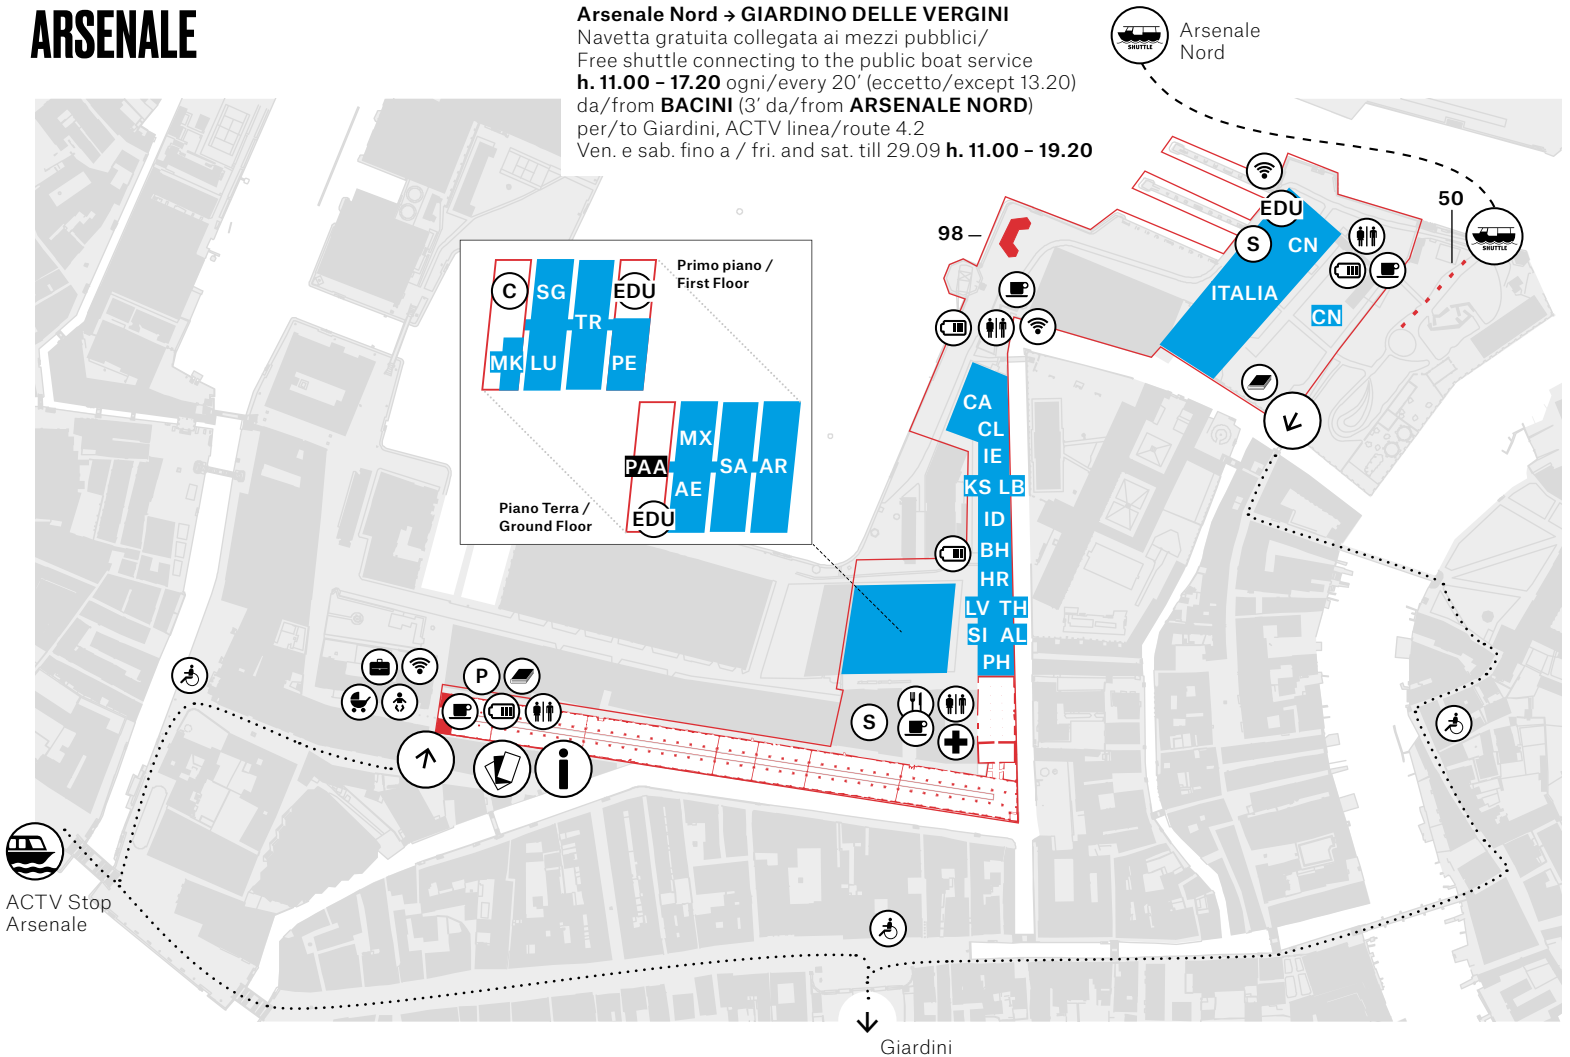 ARSENALE
Arsenale Nord → GIARDINO DELLE VERGINI
Navetta gratuita collegata ai mezzi pubblici/
Free shuttle connecting to the public boat service
h. 11.00 – 17.20 ogni/every 20’ (eccetto/except 13.20)
da/from BACINI (3’ da/from ARSENALE NORD)
per/to Giardini, ACTV linea/route 4.2
Ven. e sab. fino a / fri. and sat. till 29.09 h. 11.00 – 19.20
SHUTTLE
Arsenale
Nord
50
SHUTTLE
98
EDU
S
CN
ITALIA
CN
Primo piano /
First Floor
C
SG
EDU
TR
MK
LU
PE
MX
PAA
SA
AR
AE
EDU
Piano Terra /
Ground Floor
CA
CL
IE
KS LB
ID
BH
HR
LV TH
SI AL
PH
P
S
i
ACTV Stop
Arsenale
Giardini